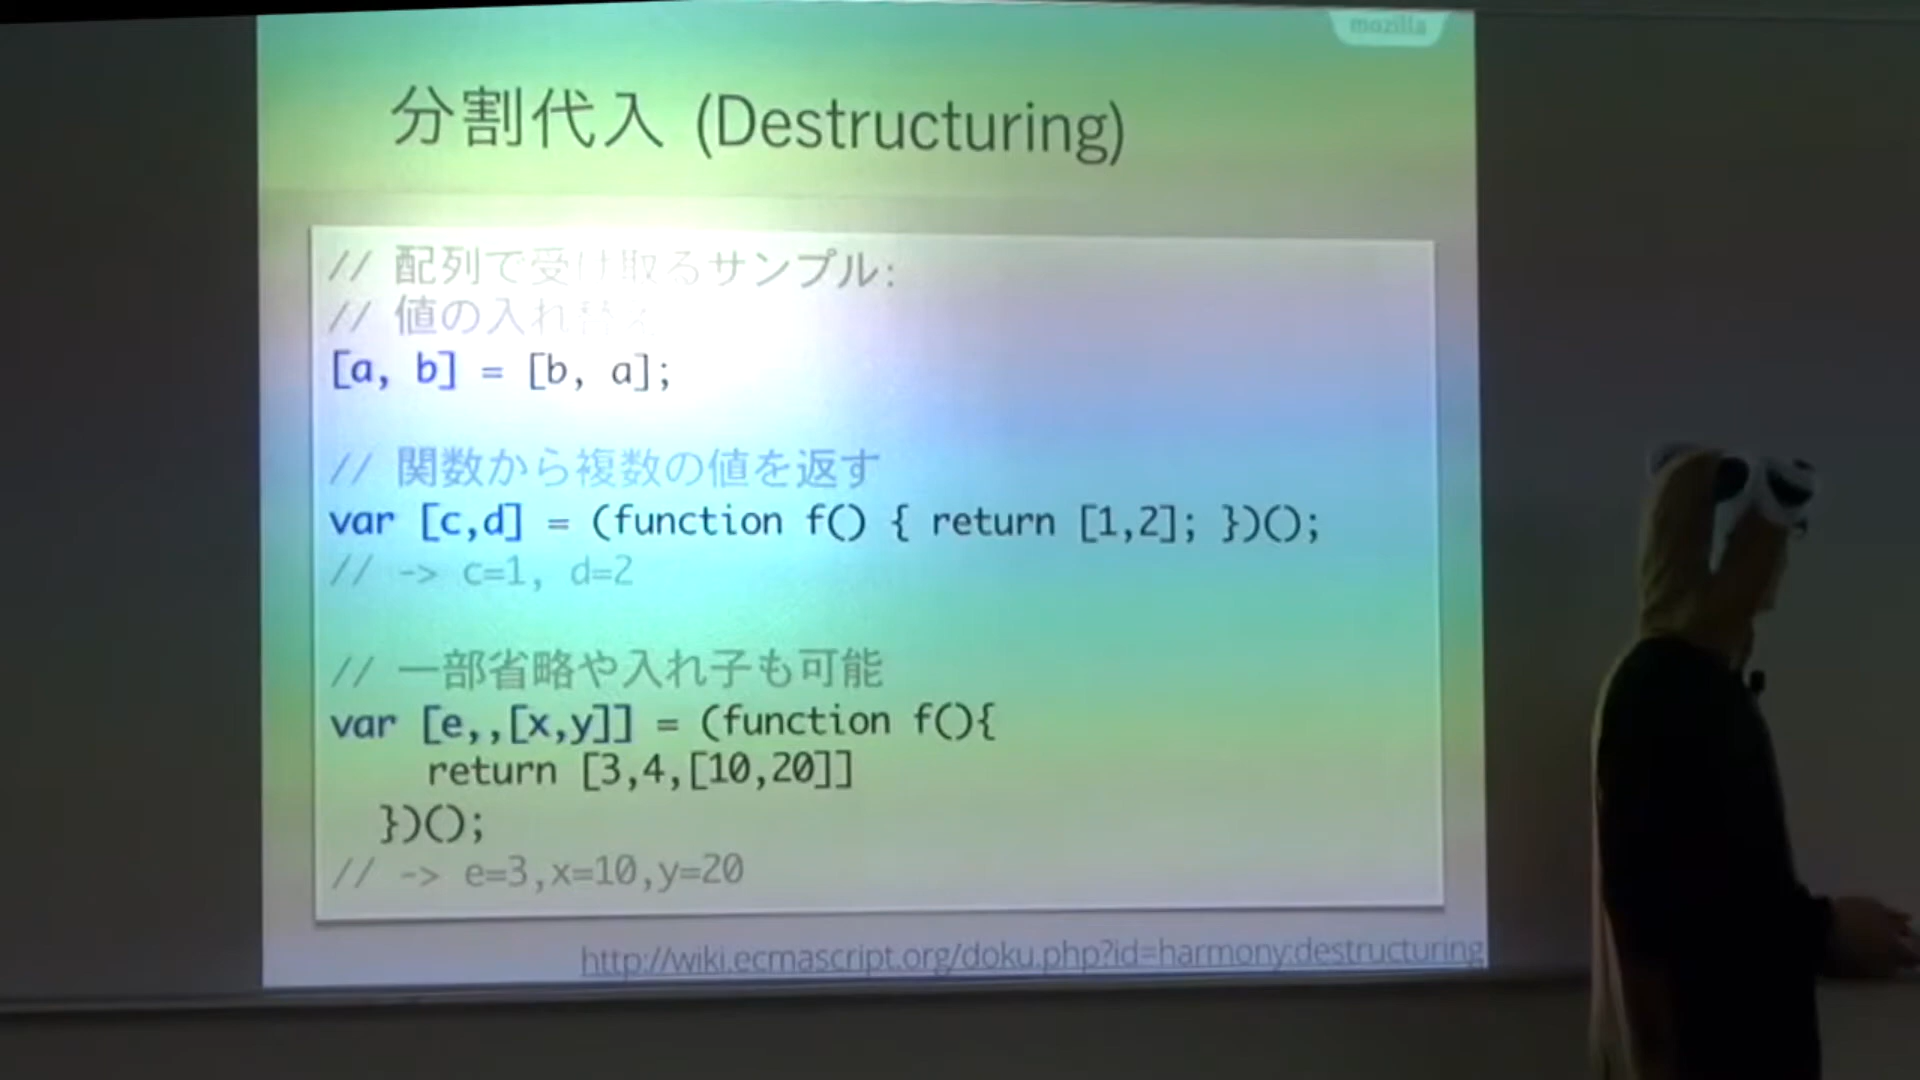 mozilla
分割代入 (Destructuring)
// 配列で受け取るサンプル:
// 値の入れ替え
[a, b] = [b, a];
// 関数から複数の値を返す
var [c,d] = (function f() { return [1,2]; })();
// -> c=1, d=2
// 一部省略や入れ子も可能
var [e,,[x,y]] = (function f(){
return [3,4,[10,20]]
})();
// -> e=3,x=10,y=20
http://wiki.ecmascript.org/doku.php?id=harmony:destructuring